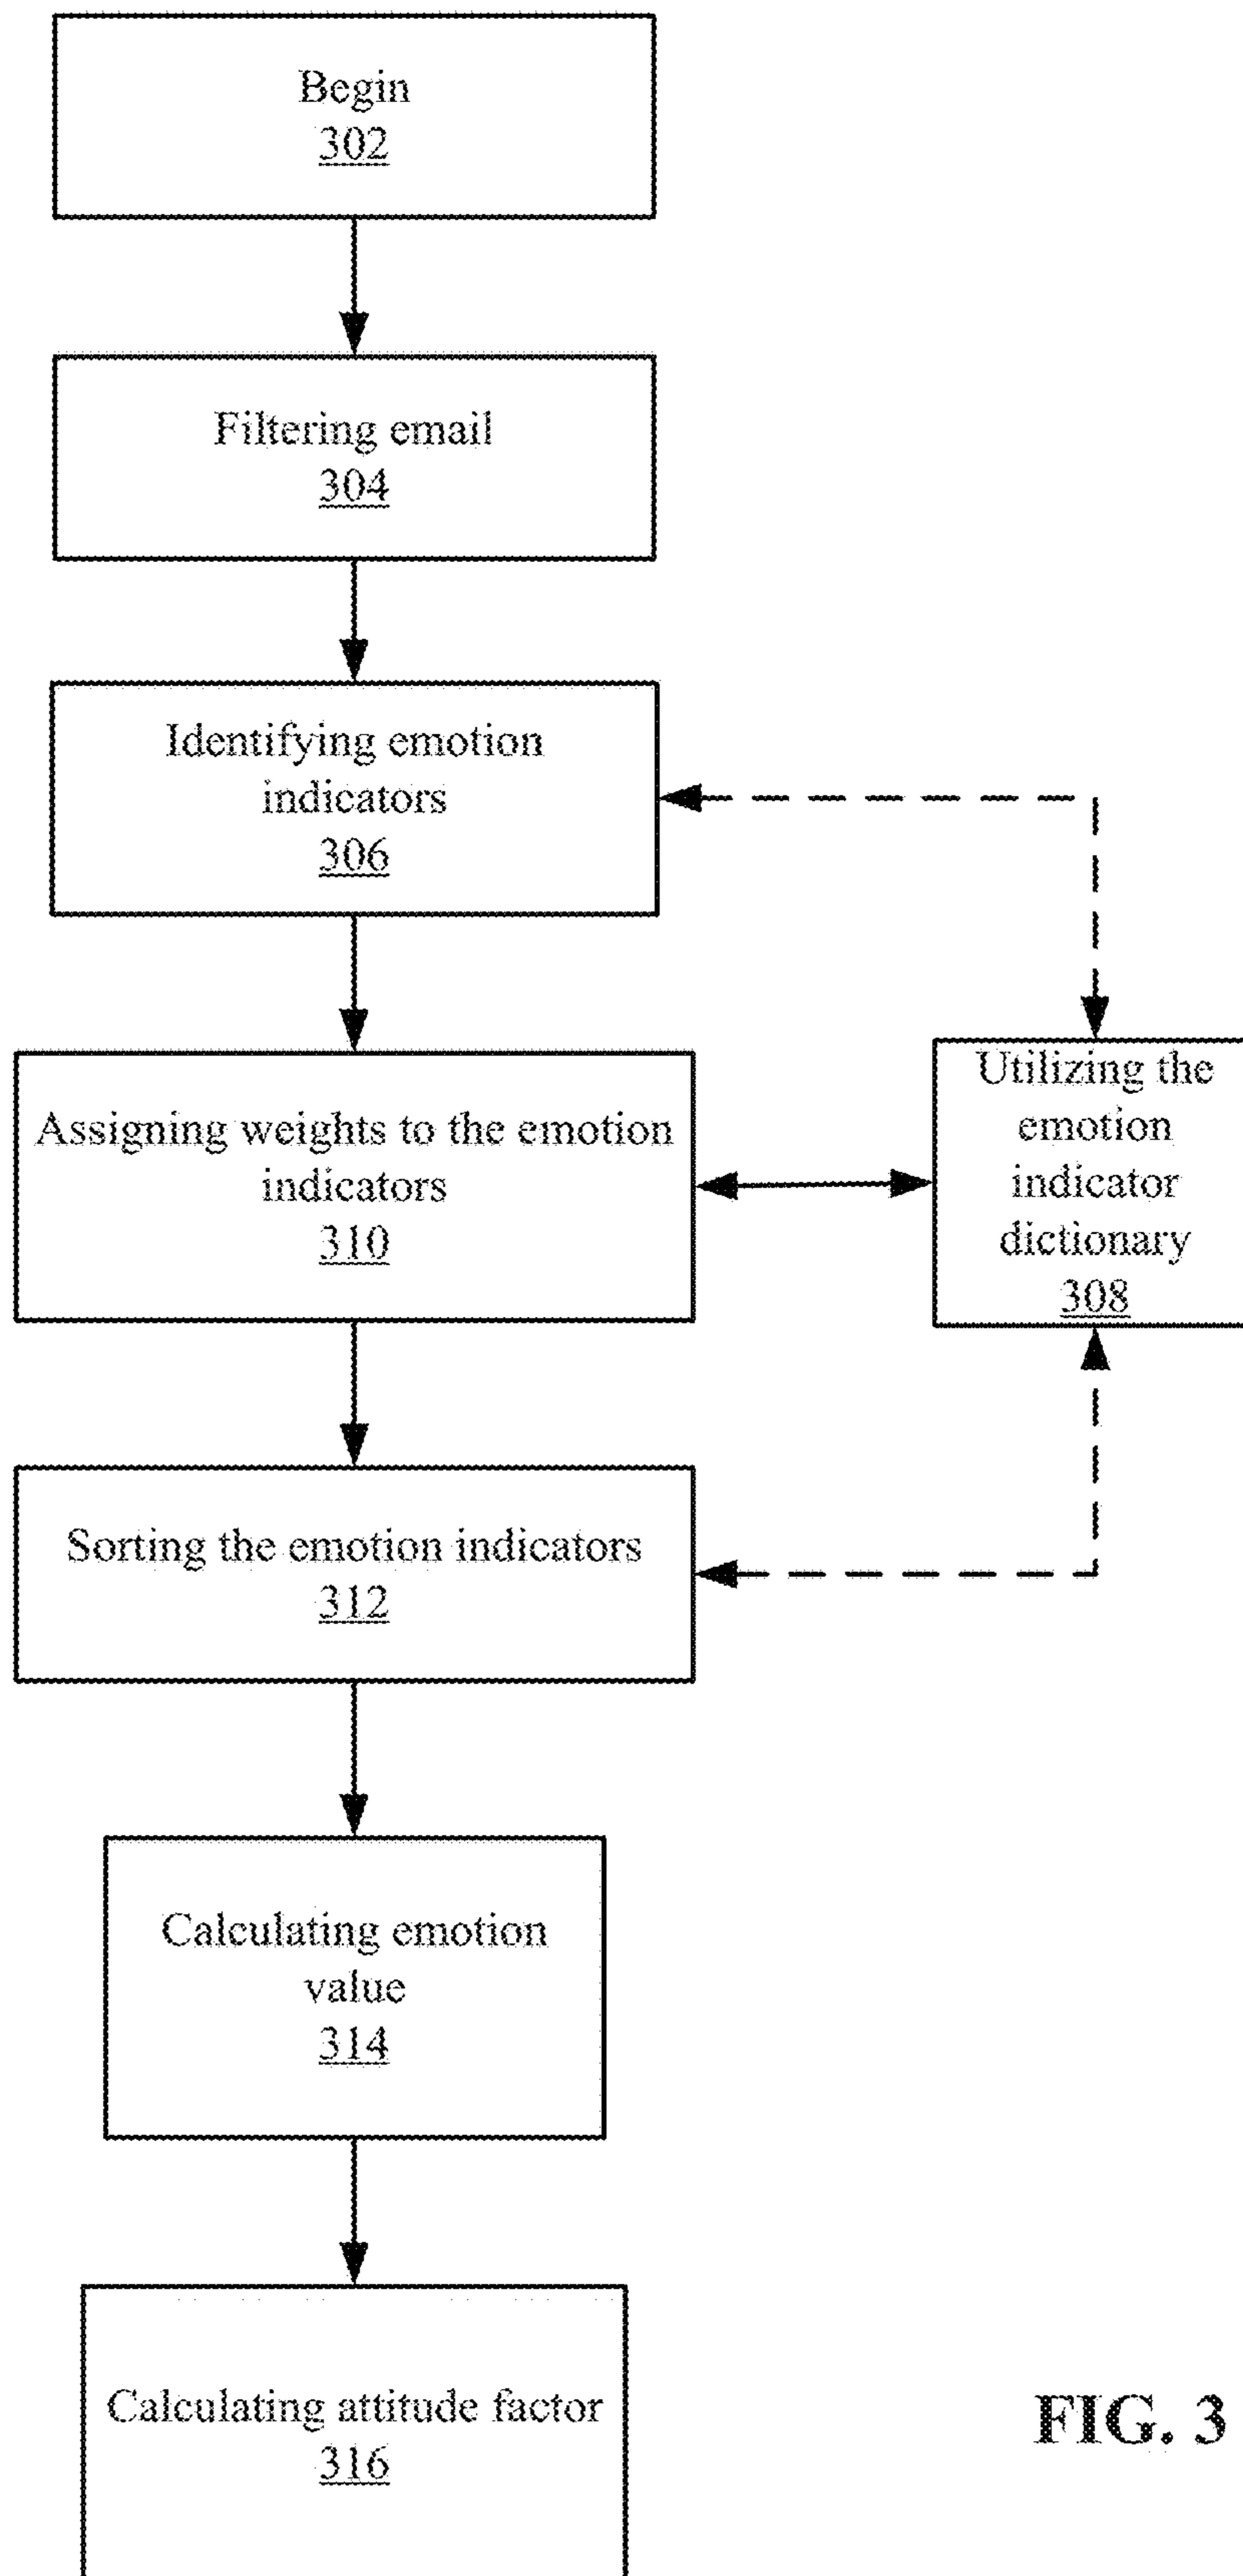 Begin
302
Filtering email
304
Identifying emotion
indicators
306
Assigning weights to the emotion
indicators
310
Utilizing the
emotion
indicator
dictionary
308
Sorting the emotion indicators
312
Calculating emotion
value
314
Calculating attitude factor
316
FIG. 3